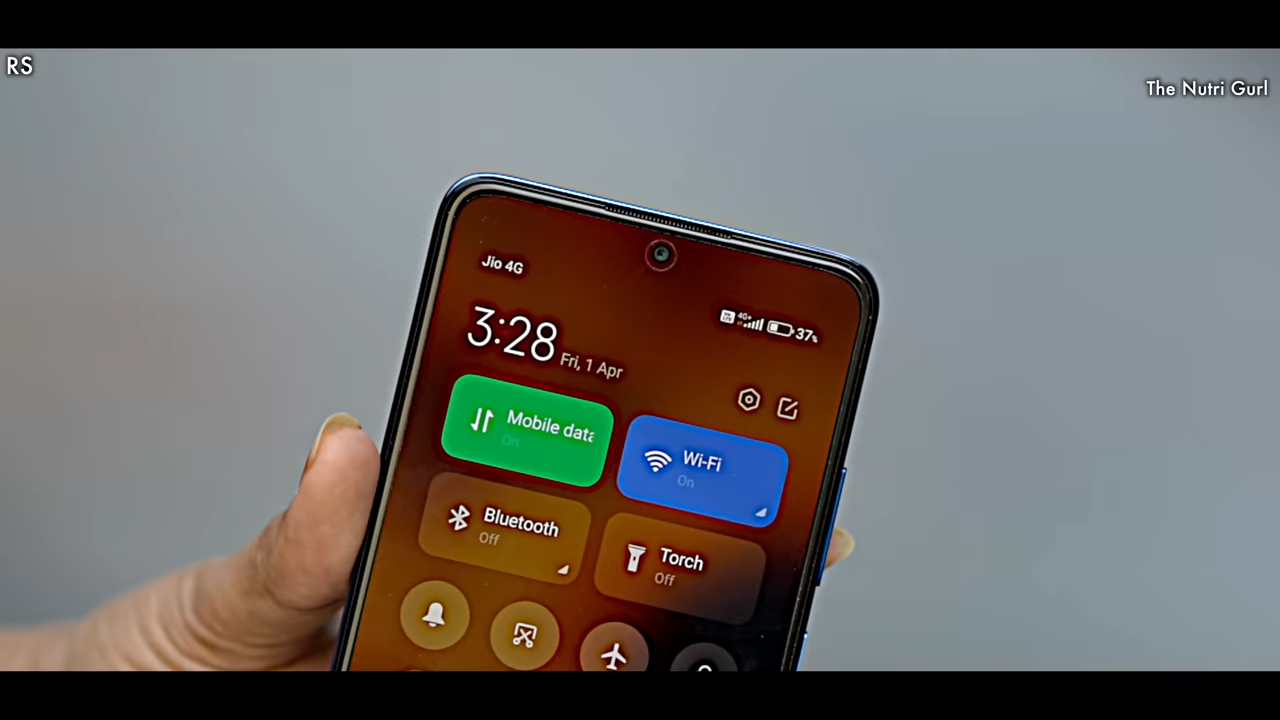 RS
The Nutri Gurl
Jio 4G
4G+ 37%
3:28 Fri, 1 Apr
Mobile data
On
Wi-Fi
On
Bluetooth
Off
Torch
Off